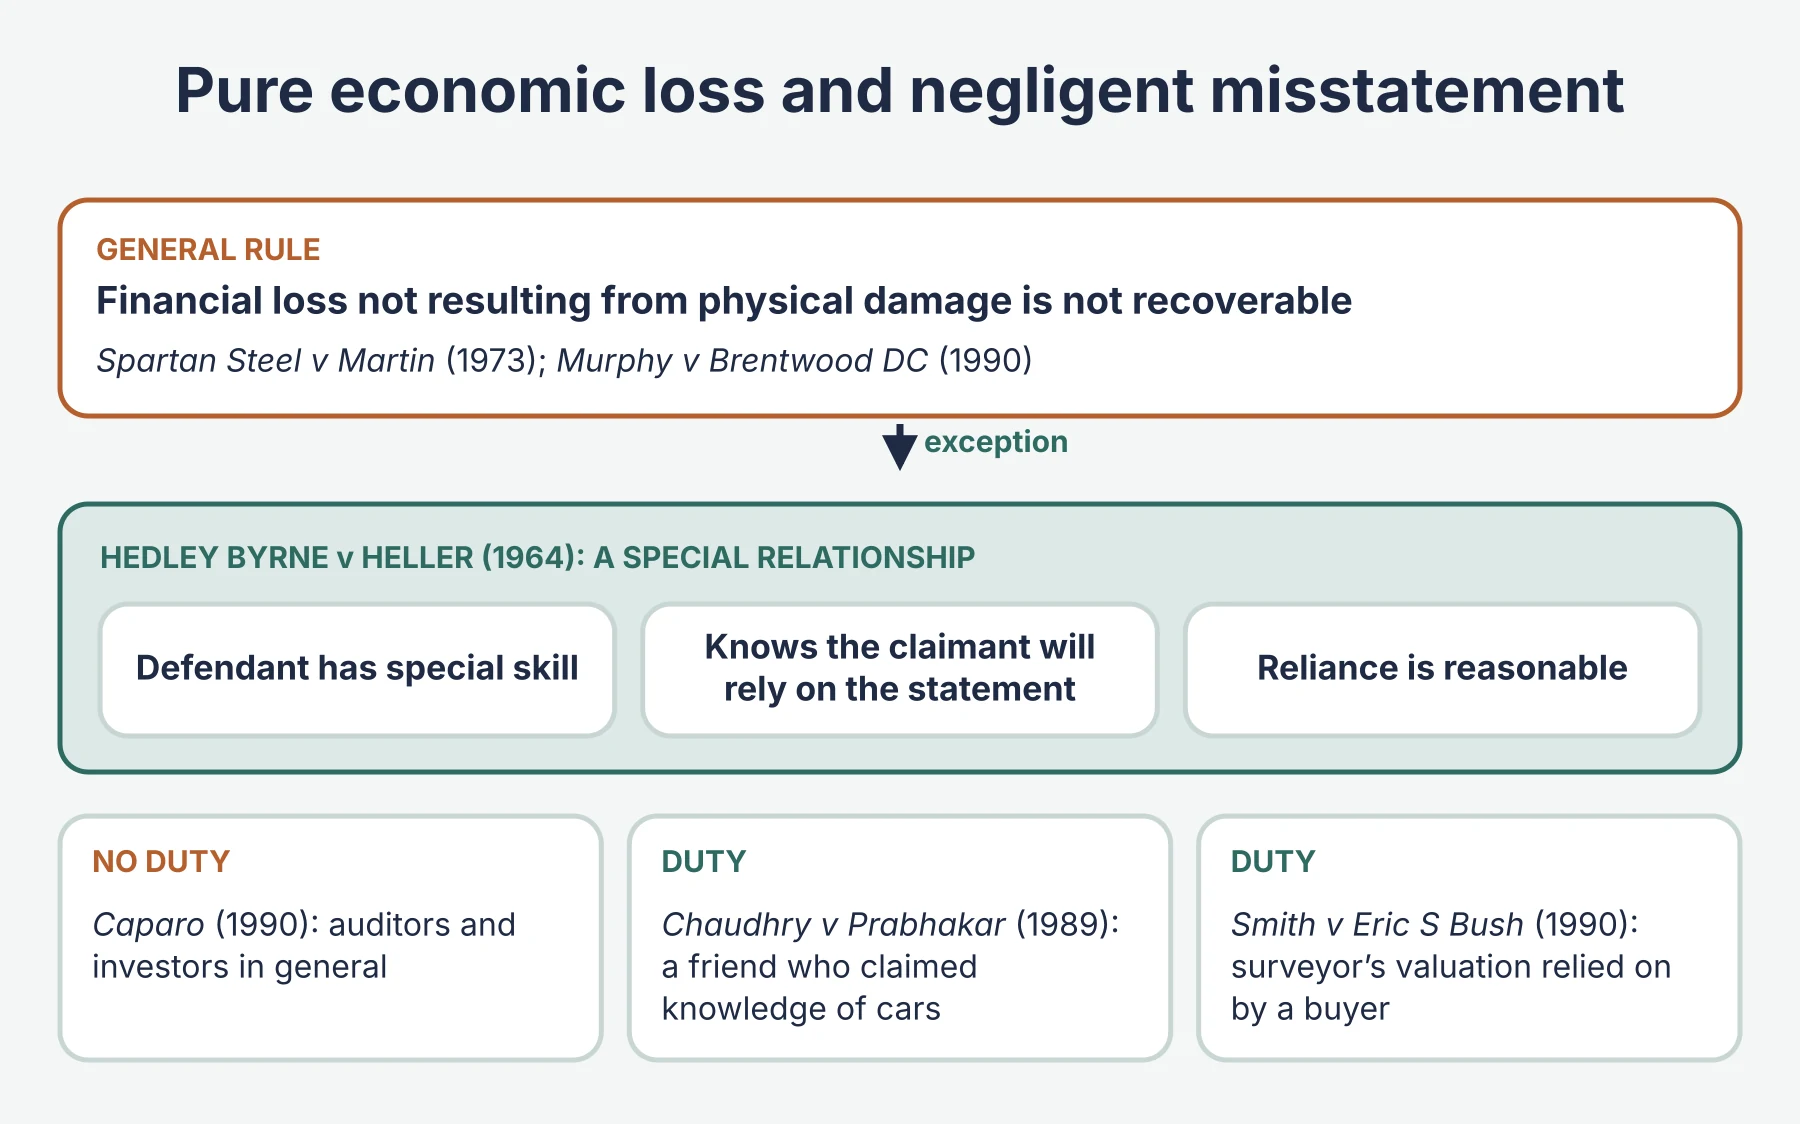 Pure economic loss and negligent misstatement
GENERAL RULE
Financial loss not resulting from physical damage is not recoverable
Spartan Steel v Martin (1973); Murphy v Brentwood DC (1990)
exception
HEDLEY BYRNE v HELLER (1964): A SPECIAL RELATIONSHIP
Defendant has special skill
Knows the claimant will
rely on the statement
Reliance is reasonable
NO DUTY
Caparo (1990): auditors and
investors in general
DUTY
Chaudhry v Prabhakar (1989):
a friend who claimed
knowledge of cars
DUTY
Smith v Eric S Bush (1990):
surveyor’s valuation relied on
by a buyer